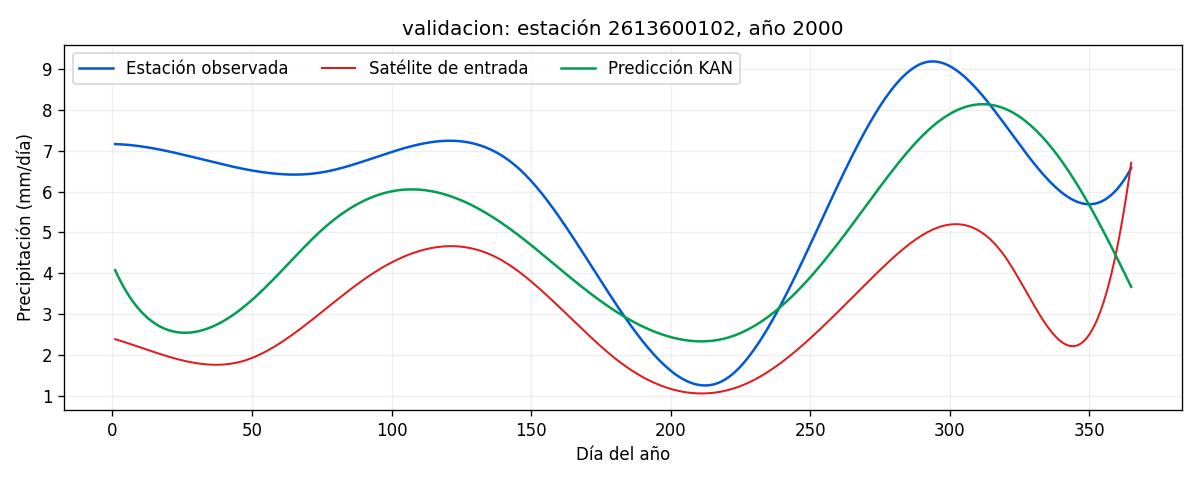 validacion: estación 2613600102, año 2000
Estación observada Satélite de entrada Predicción KAN
Precipitación (mm/día)
9
8
7
6
5
4
3
2
1
0 50 100 150 200 250 300 350
Día del año